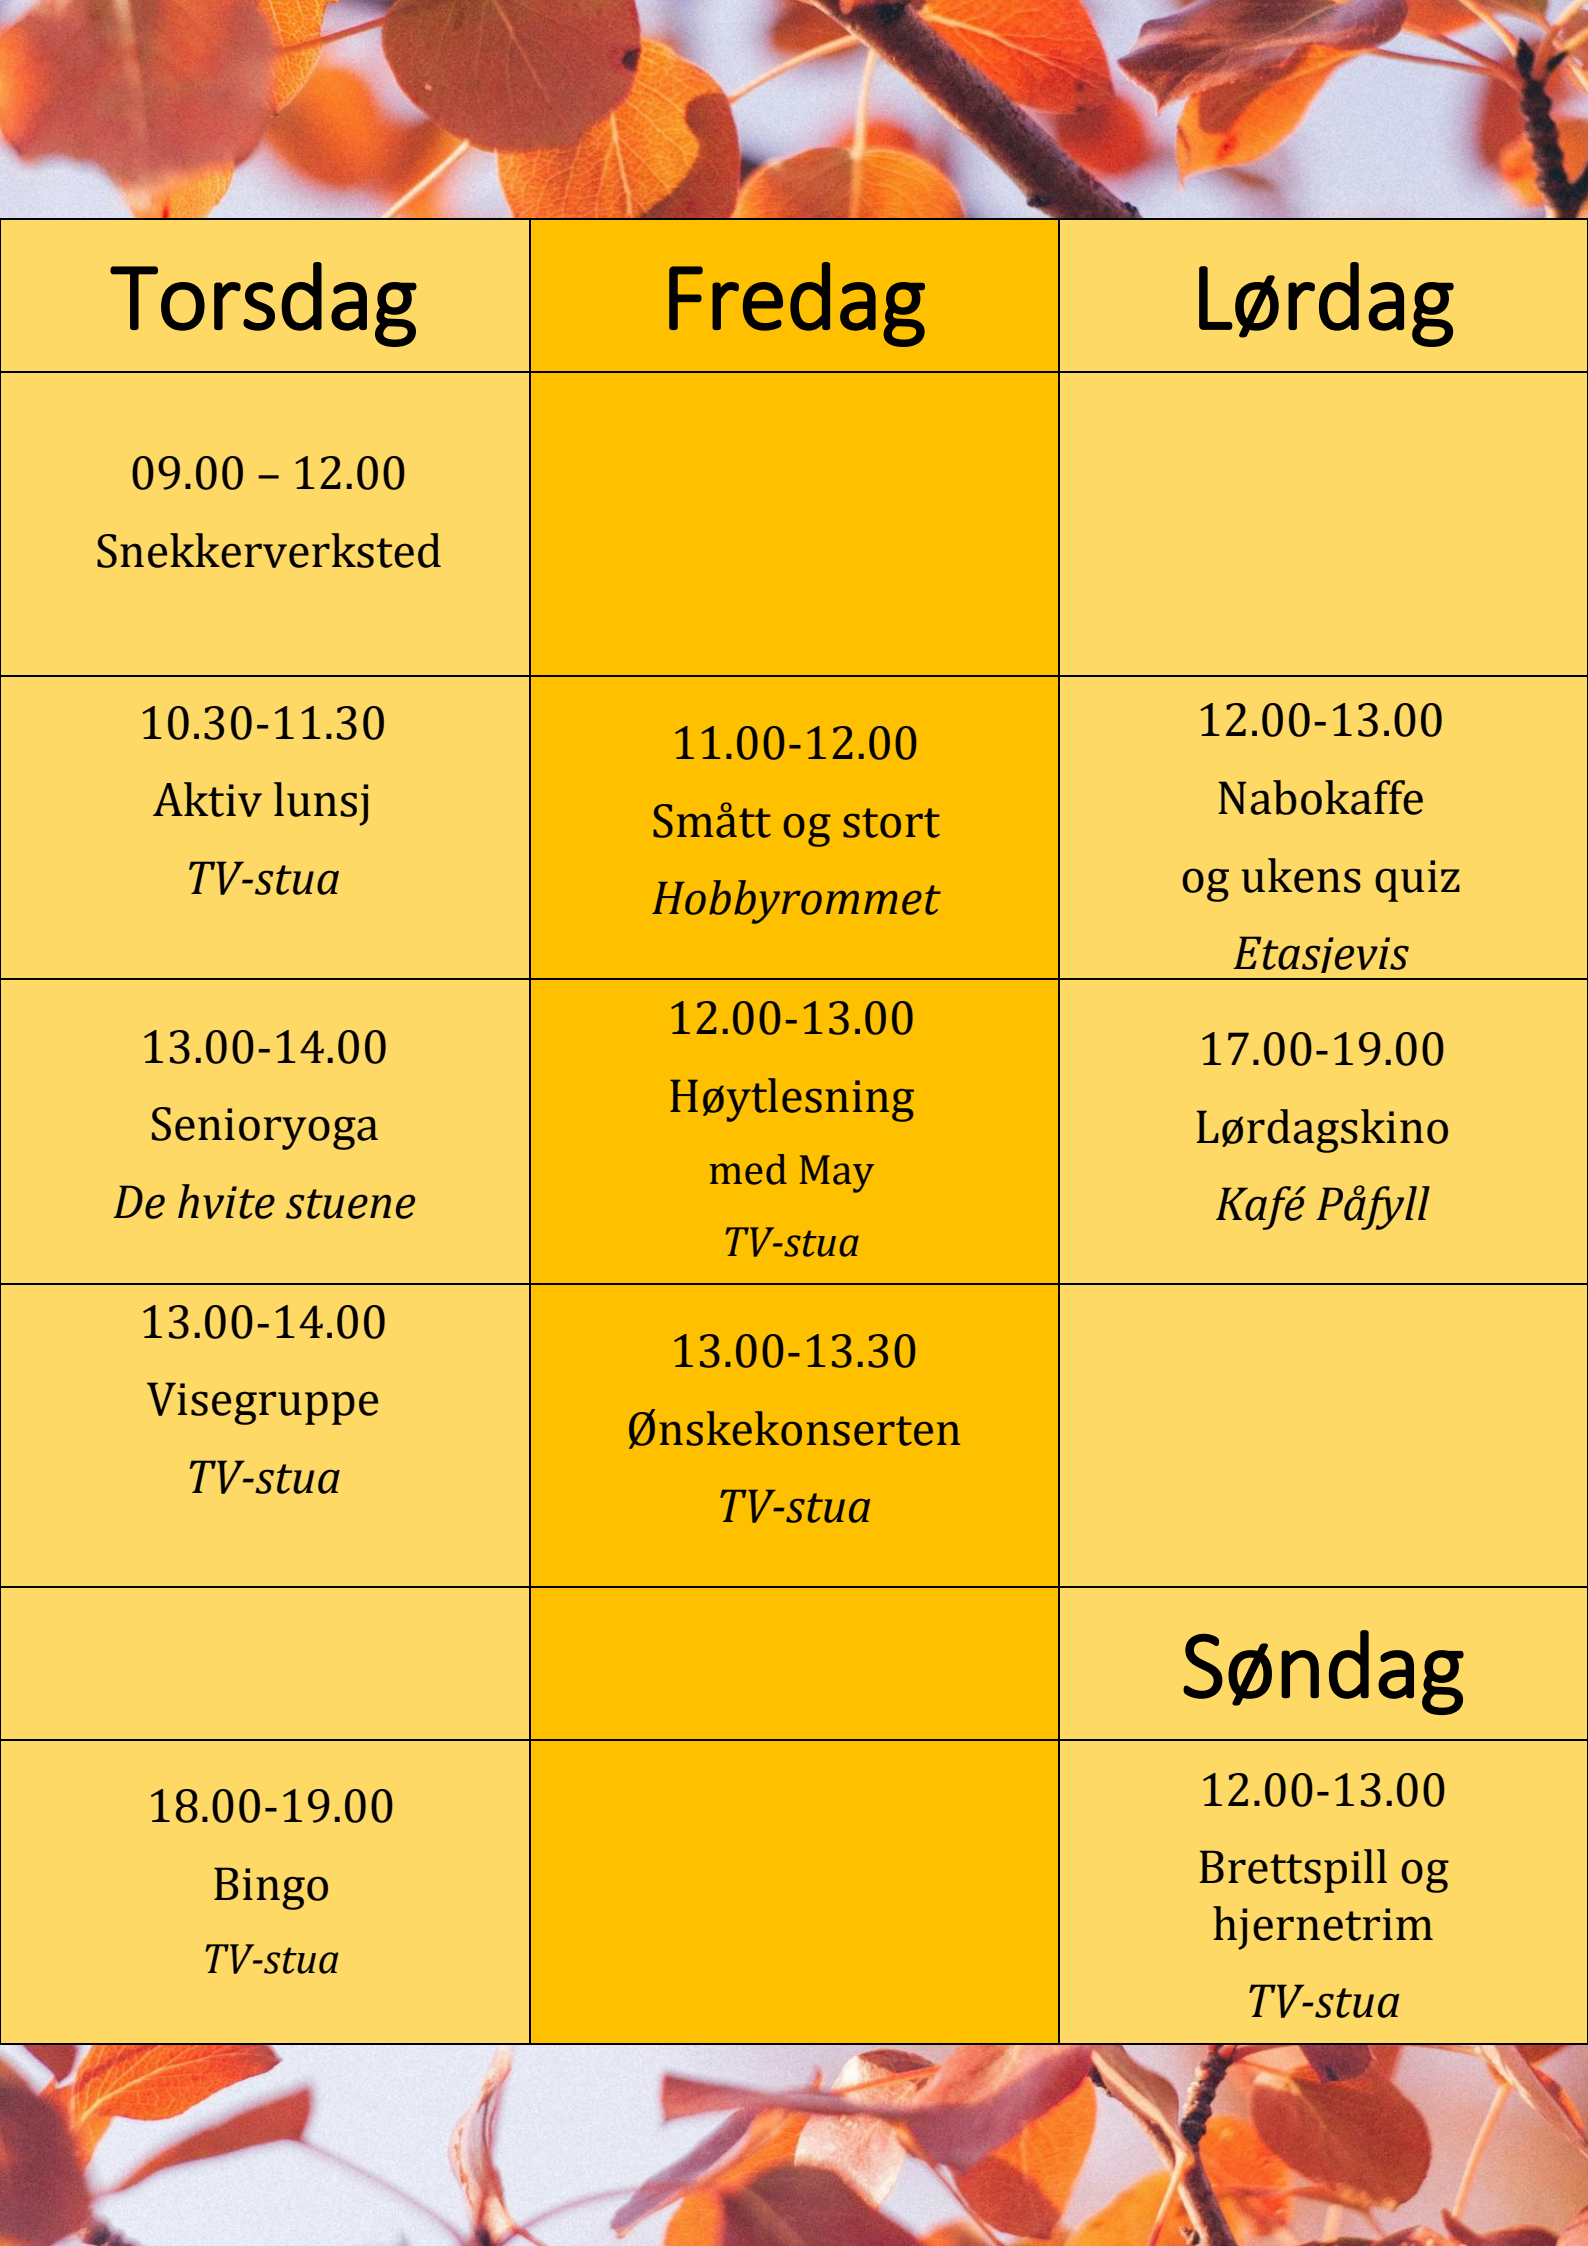 Torsdag
Fredag
Lørdag
09.00 – 12.00
Snekkerverksted
10.30-11.30
Aktiv lunsj
TV-stua
11.00-12.00
Smått og stort
Hobbyrommet
12.00-13.00
Nabokaffe
og ukens quiz
Etasjevis
13.00-14.00
Senioryoga
De hvite stuene
12.00-13.00
Høytlesning
med May
TV-stua
17.00-19.00
Lørdagskino
Kafé Påfyll
13.00-14.00
Visegruppe
TV-stua
13.00-13.30
Ønskekonserten
TV-stua
Søndag
18.00-19.00
Bingo
TV-stua
12.00-13.00
Brettspill og
hjernetrim
TV-stua